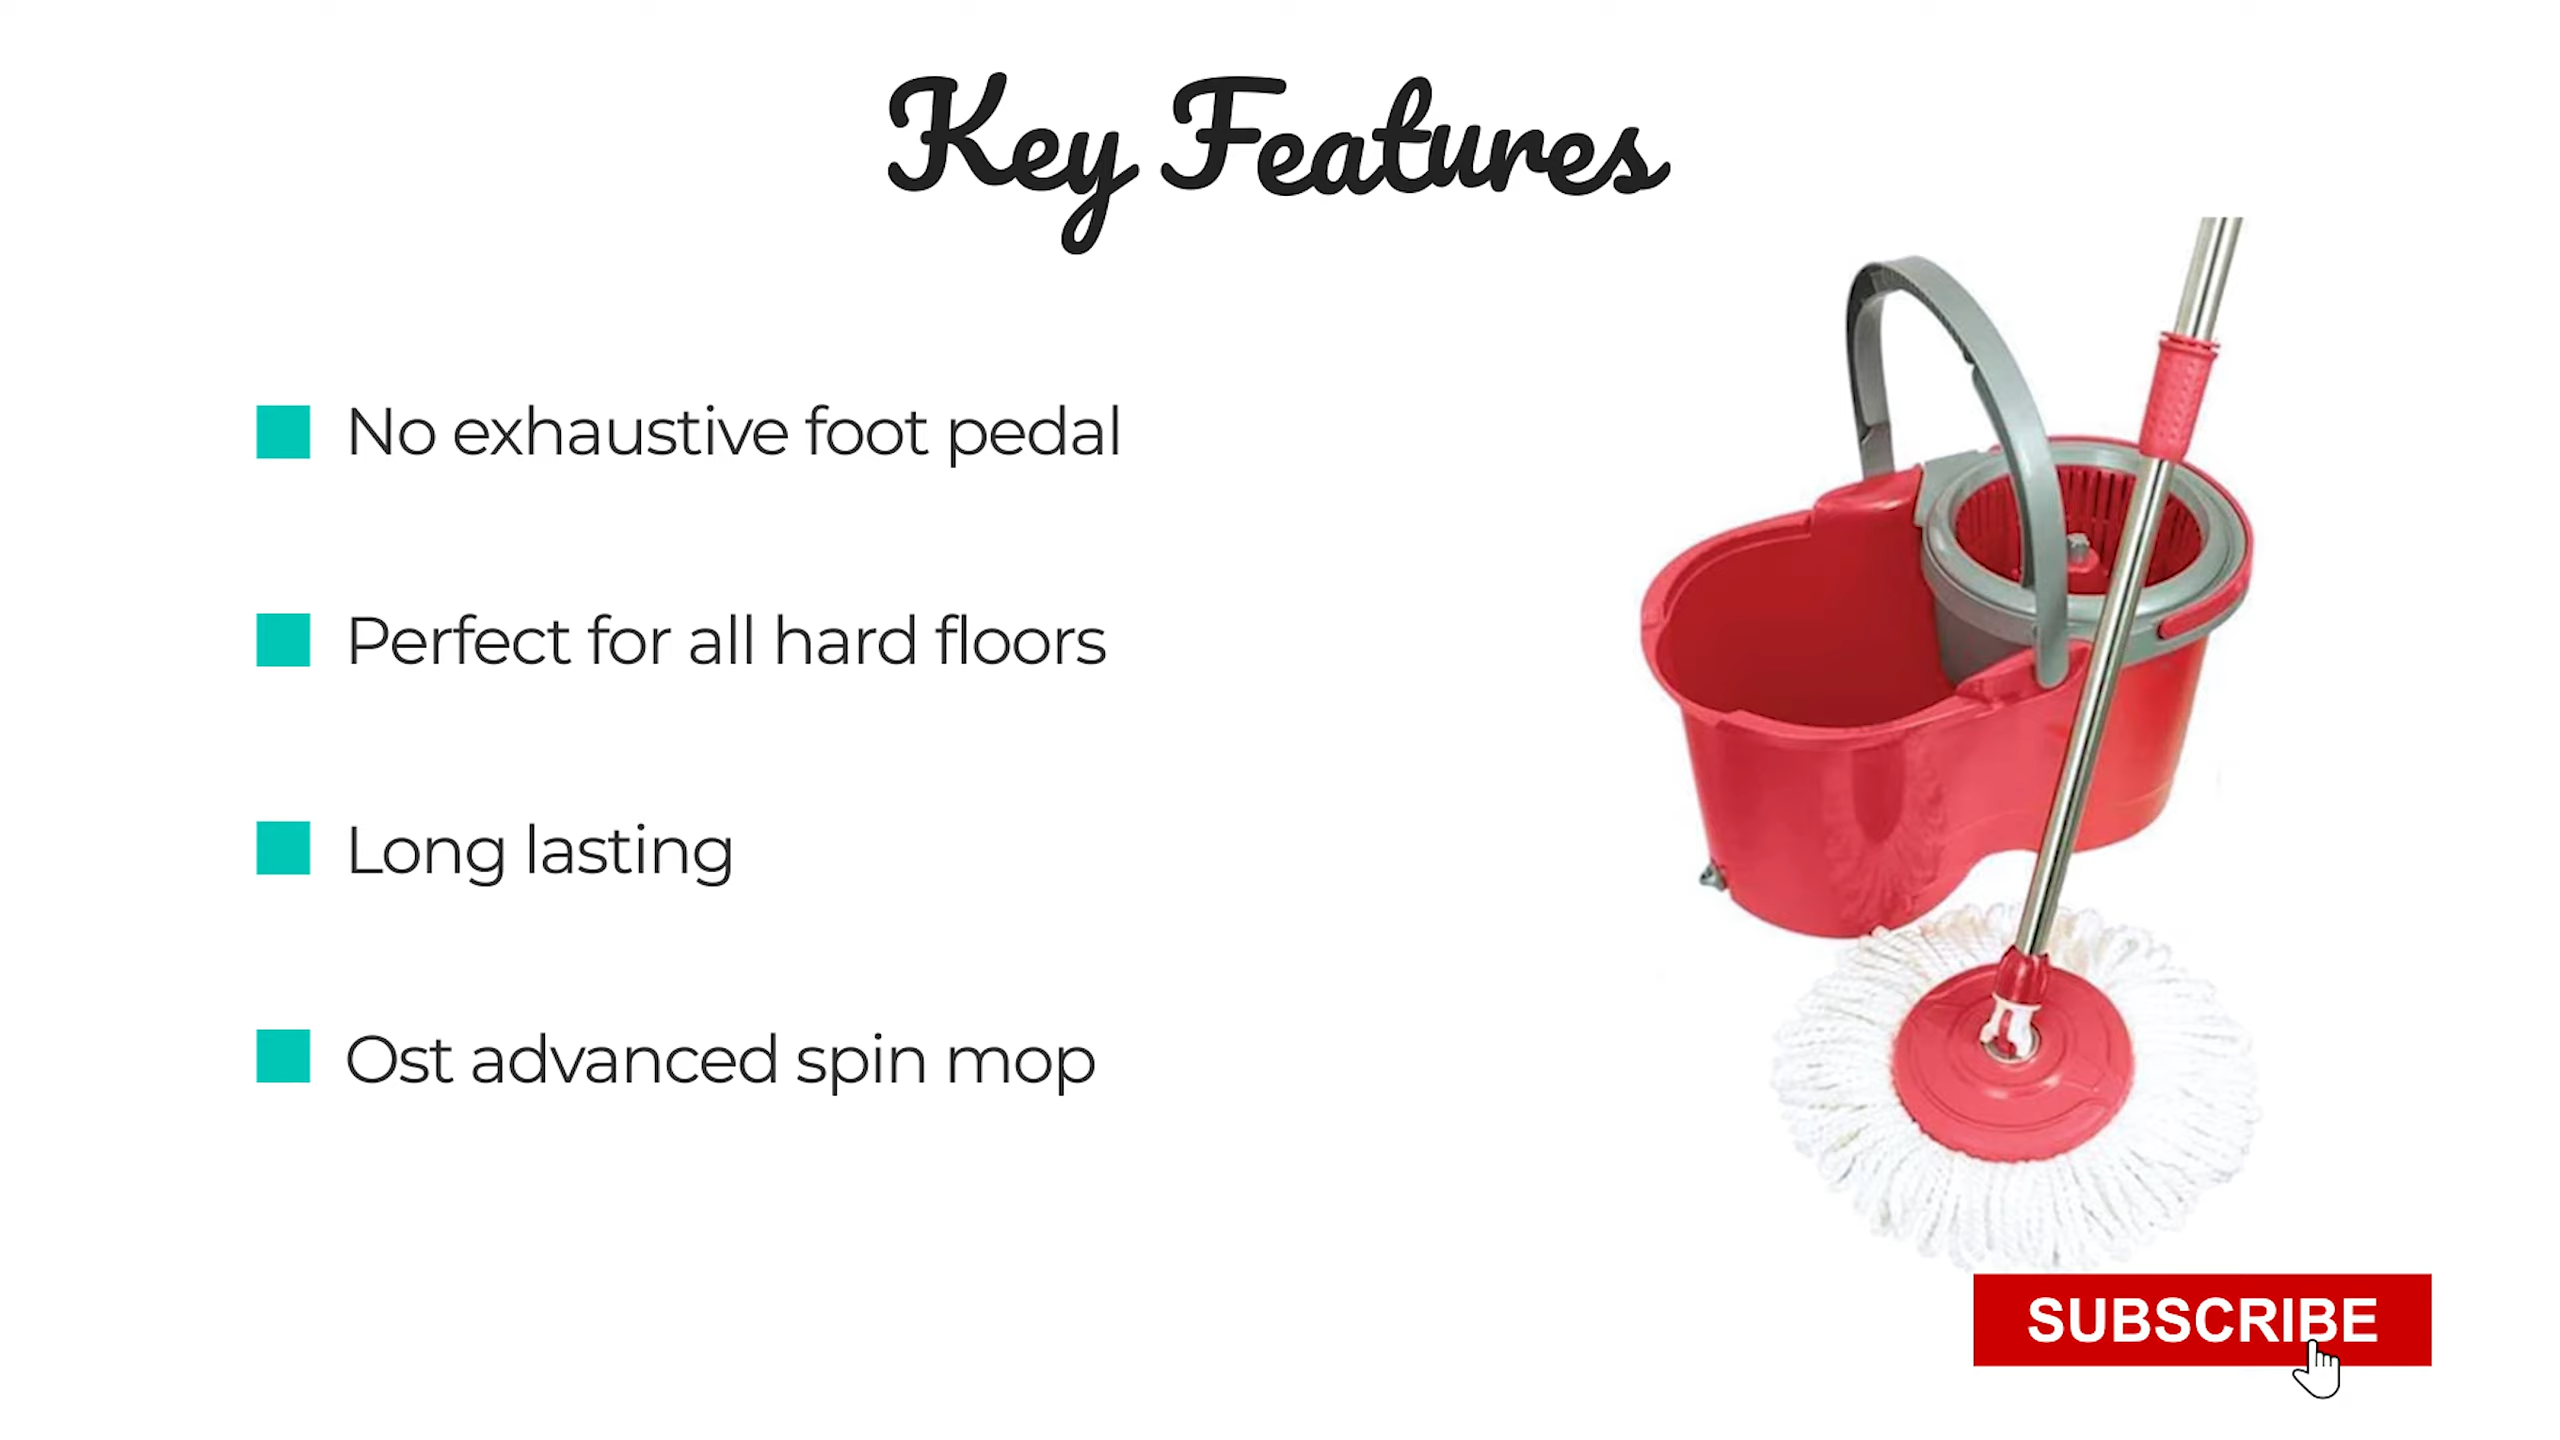 Key Features
No exhaustive foot pedal
Perfect for all hard floors
Long lasting
Ost advanced spin mop
SUBSCRIBE